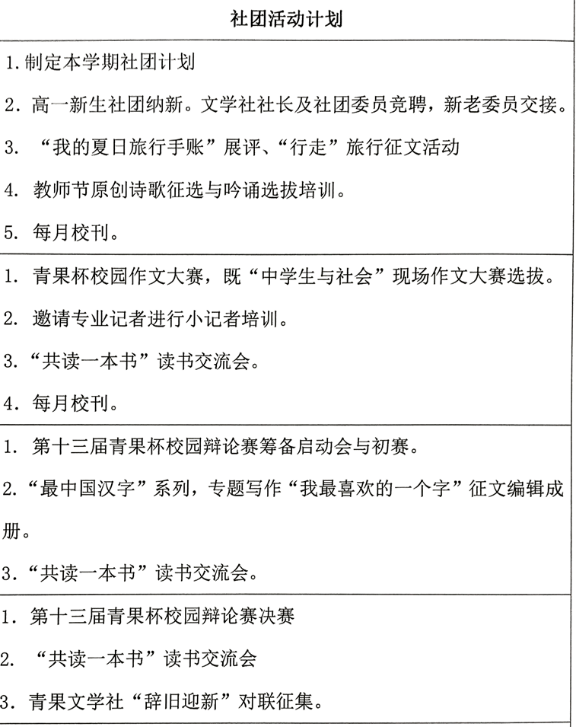 社团活动计划
1.制定本学期社团计划
2. 高一新生社团纳新。文学社社长及社团委员竞聘，新老委员交接。
3. “我的夏日旅行手账”展评、“行走”旅行征文活动
4. 教师节原创诗歌征选与吟诵选拔培训。
5. 每月校刊。
1. 青果杯校园作文大赛，既“中学生与社会”现场作文大赛选拔。
2. 邀请专业记者进行小记者培训。
3.“共读一本书”读书交流会。
4. 每月校刊。
1. 第十三届青果杯校园辩论赛筹备启动会与初赛。
2.“最中国汉字”系列，专题写作“我最喜欢的一个字”征文编辑成
册。
3.“共读一本书”读书交流会。
1. 第十三届青果杯校园辩论赛决赛
2. “共读一本书”读书交流会
3. 青果文学社“辞旧迎新”对联征集。